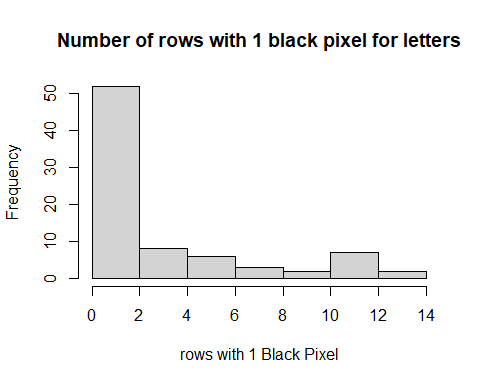 Number of rows with 1 black pixel for letters
Frequency
50
40
30
20
10
0
0 2 4 6 8 10 12 14
rows with 1 Black Pixel